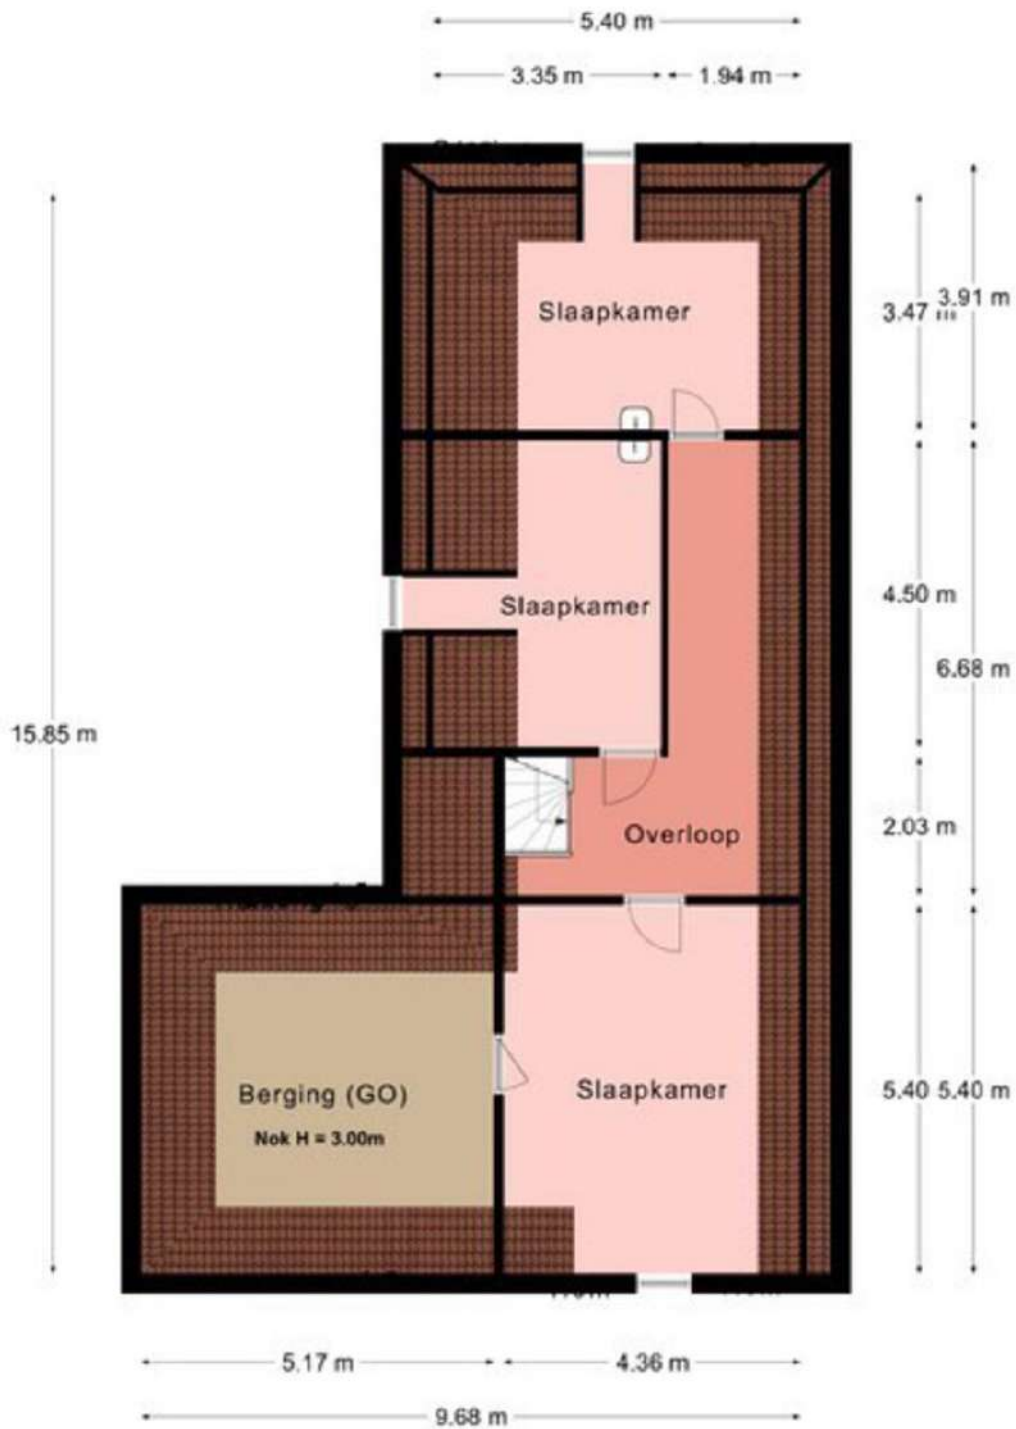 5.40 m
3.35 m
1.94 m
Slaapkamer
3.47 m
3.91 m
4.50 m
Slaapkamer
6.68 m
15.85 m
2.03 m
Overloop
Berging (GO)
Nok H = 3.00m
Slaapkamer
5.40
5.40 m
5.17 m
4.36 m
9.68 m